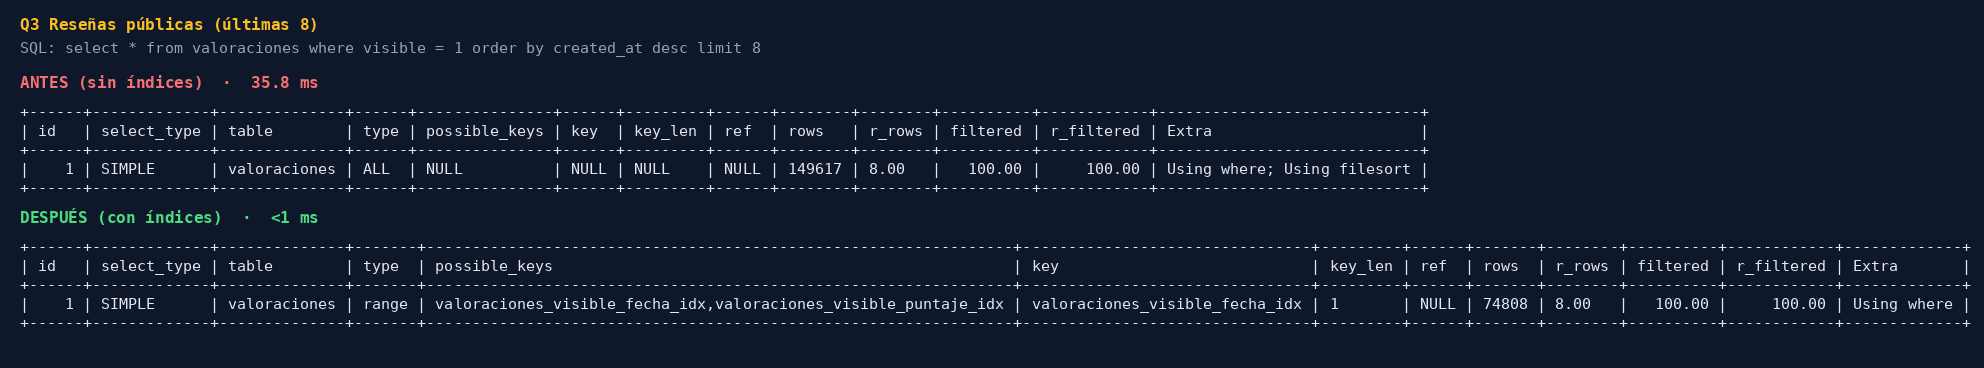 Q3 Reseñas públicas (últimas 8)
SQL: select * from valoraciones where visible = 1 order by created_at desc limit 8
ANTES (sin índices)  ·  35.8 ms
+------+-------------+--------------+------+---------------+------+---------+------+--------+--------+----------+------------+-----------------------------+
| id   | select_type | table        | type | possible_keys | key  | key_len | ref  | rows   | r_rows | filtered | r_filtered | Extra                       |
+------+-------------+--------------+------+---------------+------+---------+------+--------+--------+----------+------------+-----------------------------+
|    1 | SIMPLE      | valoraciones | ALL  | NULL          | NULL | NULL    | NULL | 149617 | 8.00   |   100.00 |     100.00 | Using where; Using filesort |
+------+-------------+--------------+------+---------------+------+---------+------+--------+--------+----------+------------+-----------------------------+
DESPUÉS (con índices)  ·  <1 ms
+------+-------------+--------------+-------+-----------------------------------------------------------------+--------------------------------+---------+------+-------+--------+----------+------------+-------------+
| id   | select_type | table        | type  | possible_keys                                                   | key                            | key_len | ref  | rows  | r_rows | filtered | r_filtered | Extra       |
+------+-------------+--------------+-------+-----------------------------------------------------------------+--------------------------------+---------+------+-------+--------+----------+------------+-------------+
|    1 | SIMPLE      | valoraciones | range | valoraciones_visible_fecha_idx,valoraciones_visible_puntaje_idx | valoraciones_visible_fecha_idx | 1       | NULL | 74808 | 8.00   |   100.00 |     100.00 | Using where |
+------+-------------+--------------+-------+-----------------------------------------------------------------+--------------------------------+---------+------+-------+--------+----------+------------+-------------+